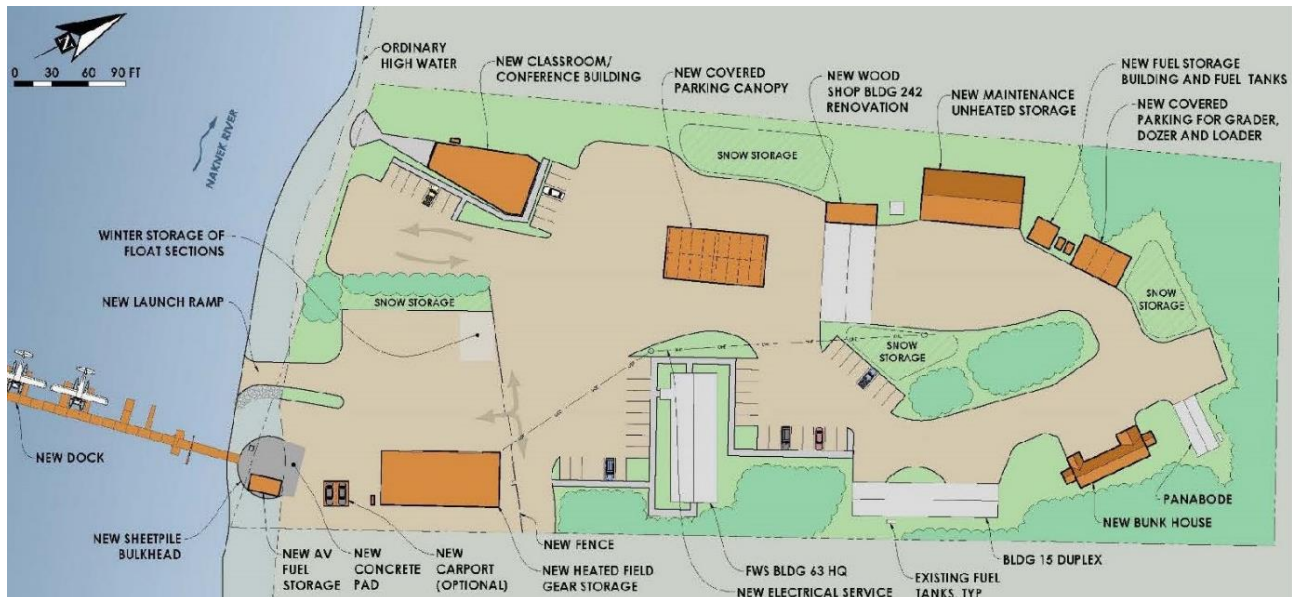 N
0 30 60 90 FT
NAKNEK RIVER
ORDINARY
HIGH WATER
NEW CLASSROOM/
CONFERENCE BUILDING
NEW COVERED
PARKING CANOPY
NEW WOOD
SHOP BLDG 242
RENOVATION
NEW MAINTENANCE
UNHEATED STORAGE
NEW FUEL STORAGE
BUILDING AND FUEL TANKS
NEW COVERED
PARKING FOR GRADER,
DOZER AND LOADER
SNOW STORAGE
WINTER STORAGE OF
FLOAT SECTIONS
NEW LAUNCH RAMP
SNOW STORAGE
SNOW
STORAGE
SNOW
STORAGE
NEW DOCK
NEW SHEETPILE
BULKHEAD
NEW AV
FUEL
STORAGE
NEW
CONCRETE
PAD
NEW
CARPORT
(OPTIONAL)
NEW HEATED FIELD
GEAR STORAGE
NEW FENCE
FWS BLDG 63 HQ
NEW ELECTRICAL SERVICE
EXISTING FUEL
TANKS, TYP
BLDG 15 DUPLEX
NEW BUNK HOUSE
PANABODE